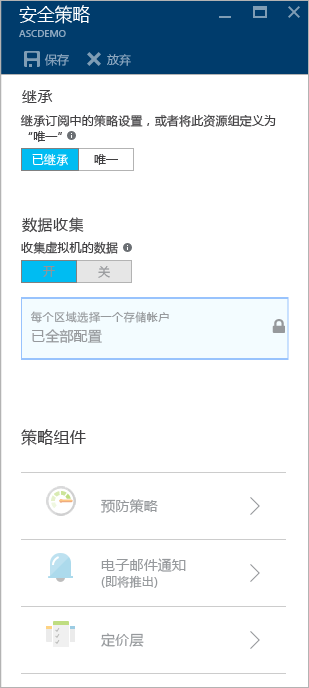 安全策略
ASCDEMO
保存 放弃
继承
继承订阅中的策略设置，或者将此资源组定义为
“唯一”
已继承 唯一
数据收集
收集虚拟机的数据
开 关
每个区域选择一个存储帐户
已全部配置
策略组件
预防策略
电子邮件通知
(即将推出)
定价层